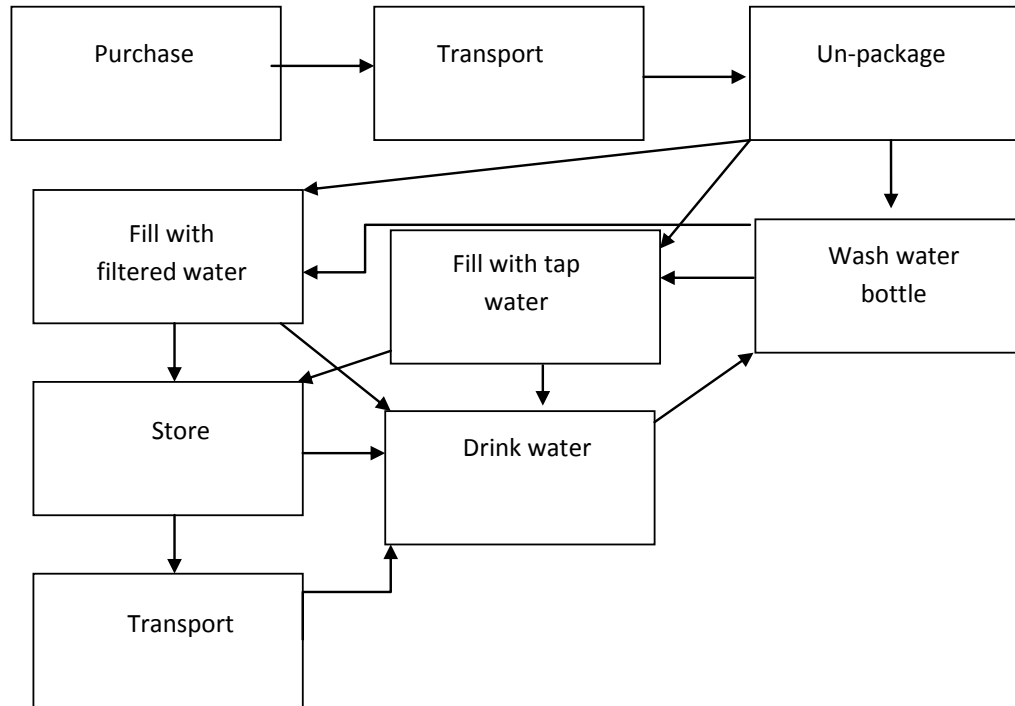 Purchase
Transport
Un-package
Fill with
filtered water
Fill with tap
water
Wash water
bottle
Store
Drink water
Transport